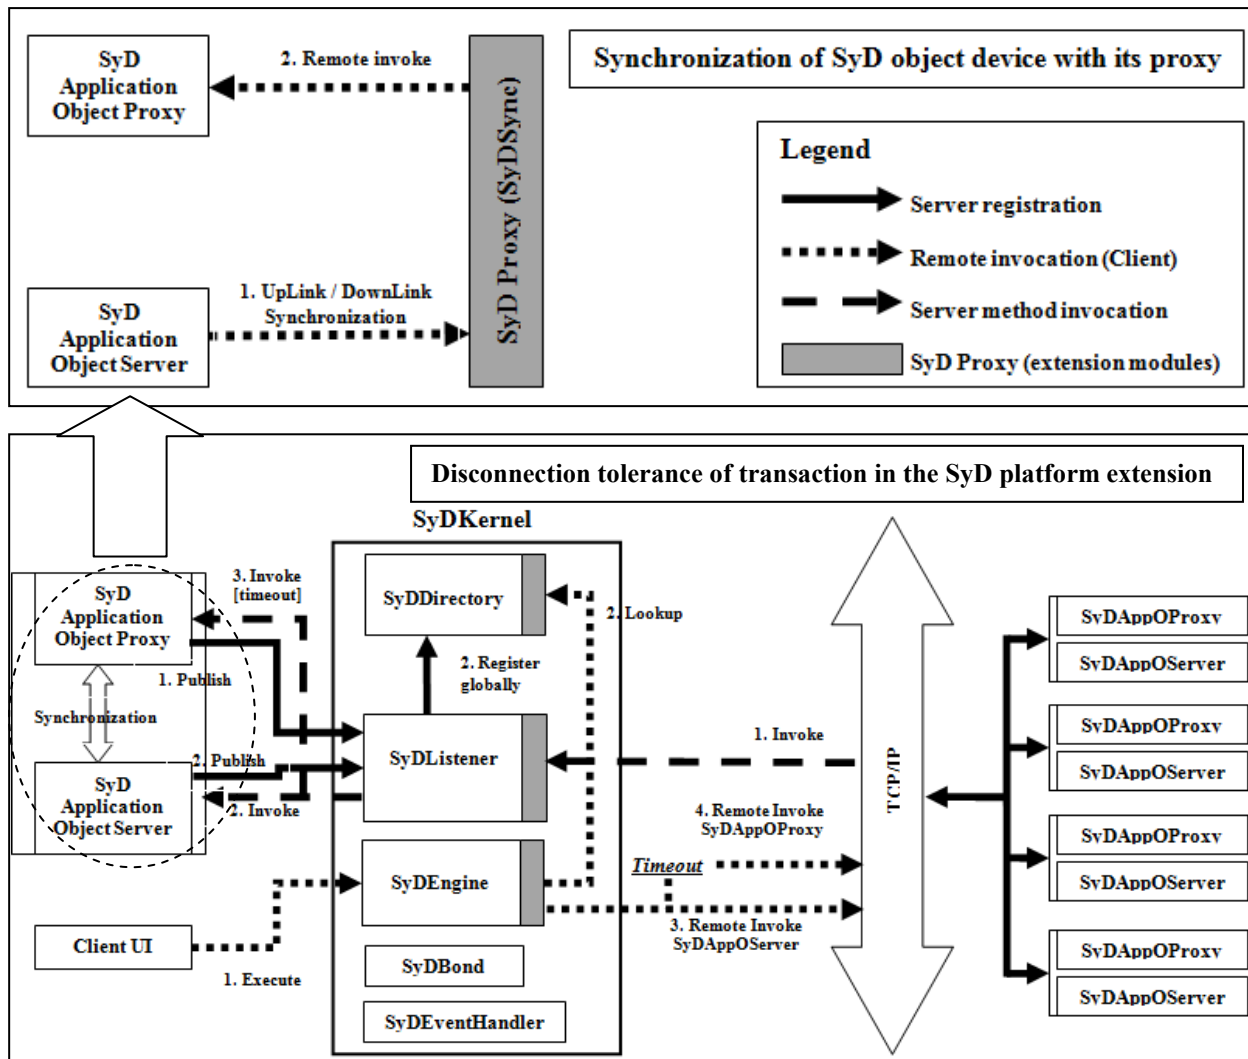 SyD
Application
Object Proxy
2. Remote invoke
SyD Proxy (SyDSync)
Synchronization of SyD object device with its proxy
Legend
Server registration
Remote invocation (Client)
Server method invocation
SyD Proxy (extension modules)
1. UpLink / DownLink
Synchronization
SyD
Application
Object Server
Disconnection tolerance of transaction in the SyD platform extension
SyDKernel
SyD
Application
Object Proxy
3. Invoke
[timeout]
SyDDirectory
2. Lookup
1. Publish
2. Register
globally
Synchronization
2. Publish
SyDListener
1. Invoke
SyD
Application
Object Server
2. Invoke
4. Remote Invoke
SyDAppOProxy
TCP/IP
Timeout
SyDEngine
3. Remote Invoke
SyDAppOServer
Client UI
1. Execute
SyDBond
SyDEventHandler
SyDAppOProxy
SyDAppOServer
SyDAppOProxy
SyDAppOServer
SyDAppOProxy
SyDAppOServer
SyDAppOProxy
SyDAppOServer